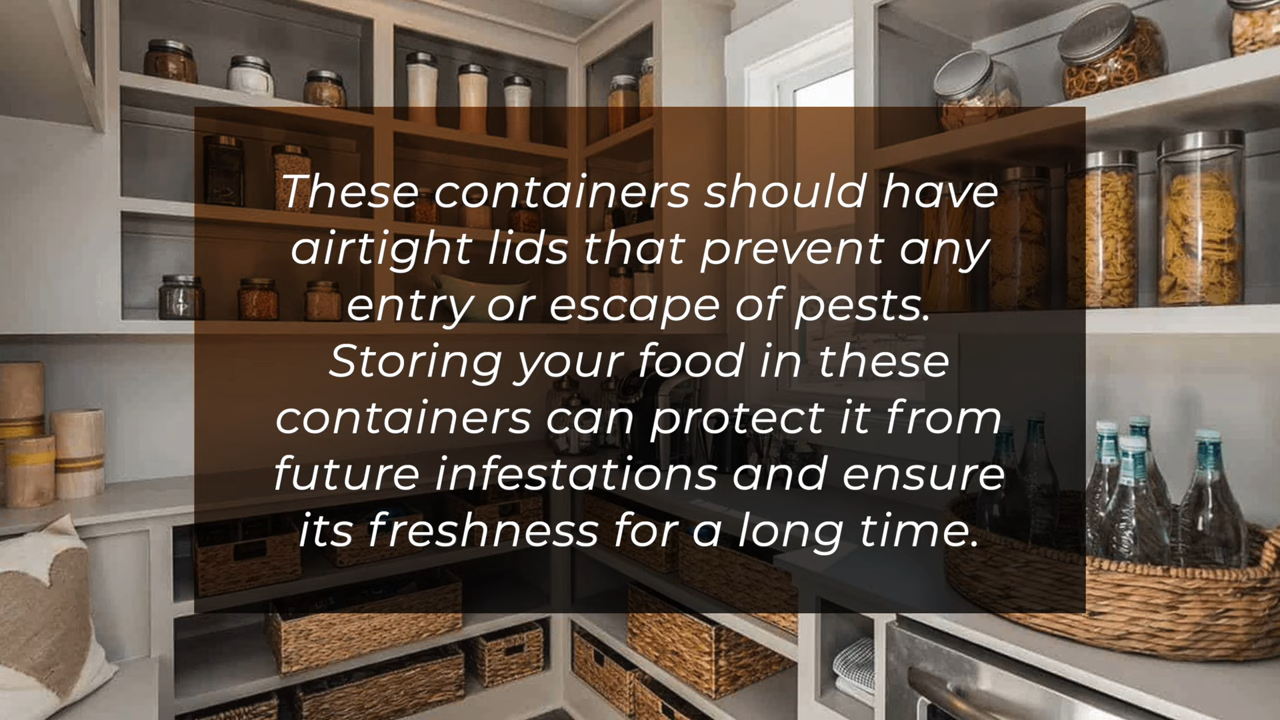 These containers should have
airtight lids that prevent any
entry or escape of pests.
Storing your food in these
containers can protect it from
future infestations and ensure
its freshness for a long time.